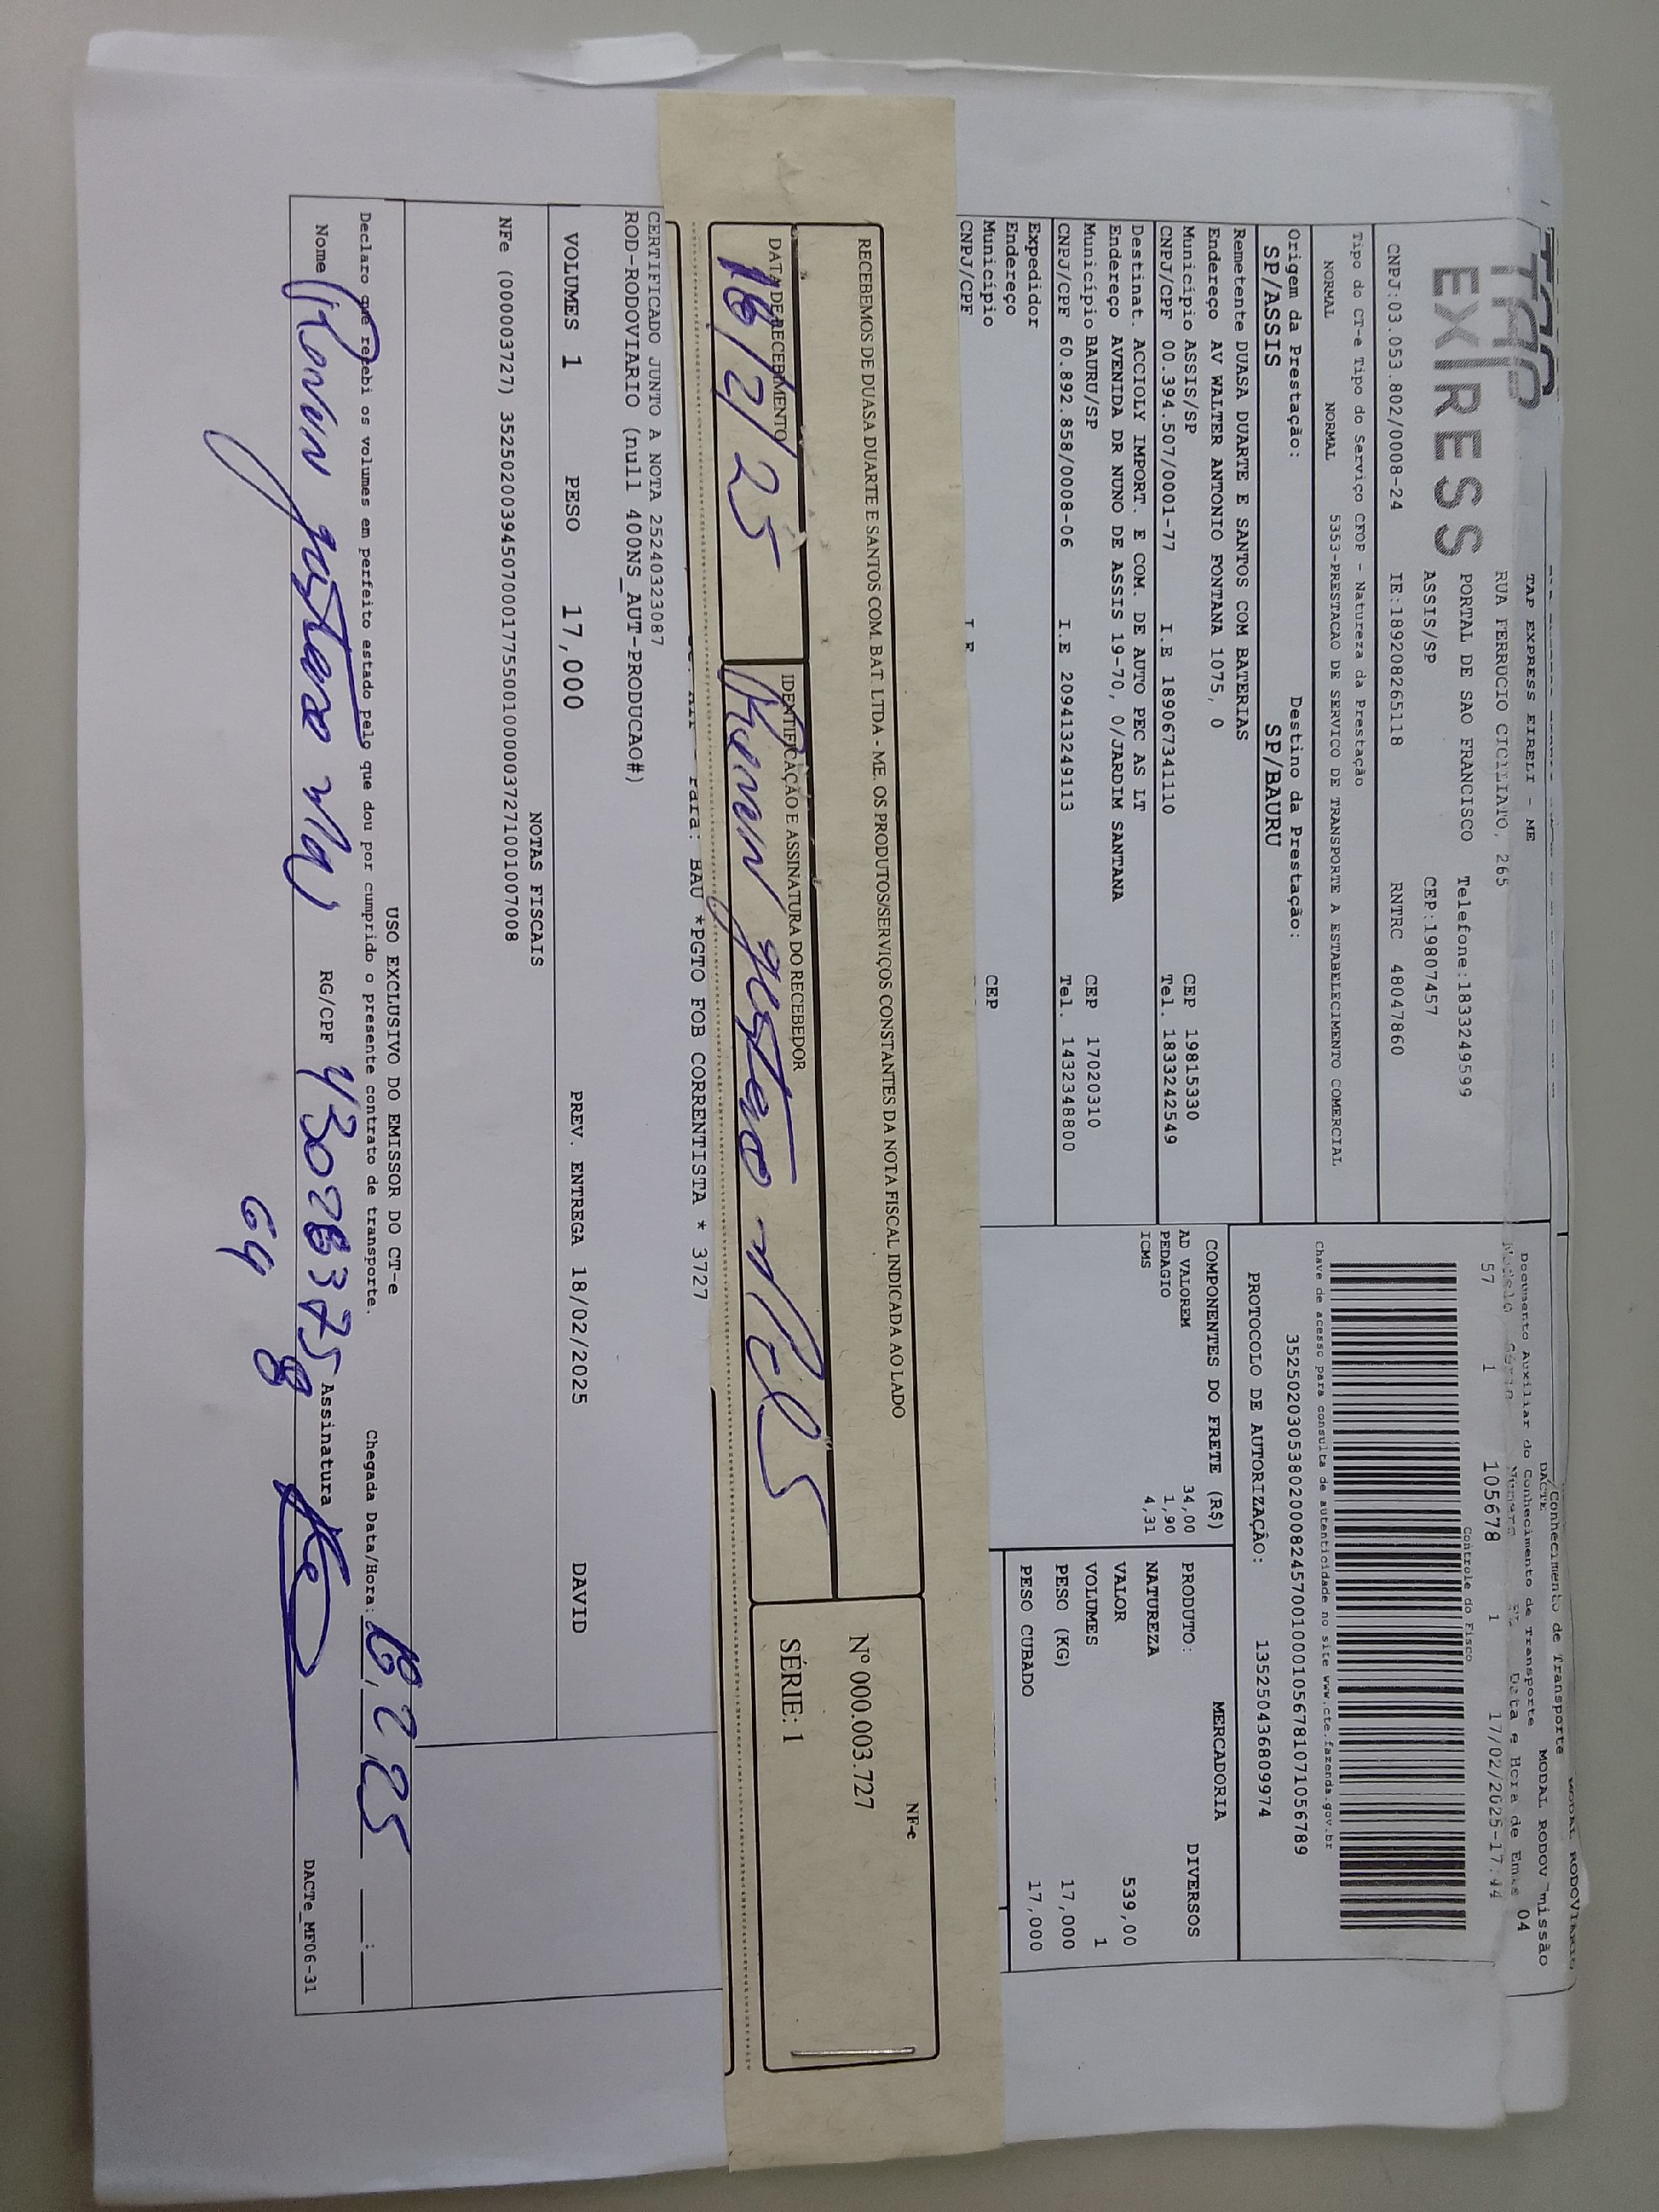 TAP
EXPRESS
TAP EXPRESS EIRELI - ME
RUA FERRUCIO CICILIATO, 265
PORTAL DE SAO FRANCISCO Telefone:1833249599
ASSIS/SP CEP:19807457
CNPJ:03.053.802/0008-24 IE:189208265118 RNTRC 48047860
Conhecimento de Transporte
DACTE MODAL RODOV
Documento Auxiliar do Conhecimento de Transporte
57 1 105678 1 17/02/2025-17:44
Controle do Fisco
Tipo do CT-e Tipo do Serviço CFOP - Natureza da Prestação
NORMAL NORMAL 5353-PRESTACAO DE SERVICO DE TRANSPORTE A ESTABELECIMENTO COMERCIAL
Chave de acesso para consulta de autenticidade no site www.cte.fazenda.gov.br
35250203053802000824570010001056781071056789
Origem da Prestação: Destino da Prestação:
SP/ASSIS SP/BAURU
PROTOCOLO DE AUTORIZAÇÃO: 135250436809974
Remetente DUASA DUARTE E SANTOS COM BATERIAS
Endereço AV WALTER ANTONIO FONTANA 1075, 0
Município ASSIS/SP CEP 19815330
CNPJ/CPF 00.394.507/0001-77 I.E 189067341110 Tel. 1833242549
Destinat. ACCIOLY IMPORT. E COM. DE AUTO PEC AS LT
Endereço AVENIDA DR NUNO DE ASSIS 19-70, 0/JARDIM SANTANA
Município BAURU/SP CEP 17020310
CNPJ/CPF 60.892.858/0008-06 I.E 209413249113 Tel. 1432348800
Expedidor
Endereço
Município CEP
CNPJ/CPF I.E
COMPONENTES DO FRETE (R$)
AD VALOREM 34,00
PEDAGIO 1,90
ICMS 4,31
MERCADORIA
PRODUTO: DIVERSOS
NATUREZA
VALOR 539,00
VOLUMES 1
PESO (KG) 17,000
PESO CUBADO 17,000
RECEBEMOS DE DUASA DUARTE E SANTOS COM. BAT. LTDA - ME. OS PRODUTOS/SERVIÇOS CONSTANTES DA NOTA FISCAL INDICADA AO LADO
DATA DE RECEBIMENTO IDENTIFICAÇÃO E ASSINATURA DO RECEBEDOR
18/2/25
NF-e
Nº 000.003.727
SÉRIE: 1
Para: BAU *PGTO FOB CORRENTISTA * 3727
CERTIFICADO JUNTO A NOTA 252403323087
ROD-RODOVIARIO (null 400NS_AUT-PRODUCAO#)
VOLUMES 1 PESO 17,000 PREV. ENTREGA 18/02/2025 DAVID
NOTAS FISCAIS
NFe (000003727) 35250200394507000177550010000037271001007008
USO EXCLUSIVO DO EMISSOR DO CT-e
Declaro que recebi os volumes em perfeito estado pelo que dou por cumprido o presente contrato de transporte. Chegada Data/Hora: 18,2,25 __:__
Nome RG/CPF Assinatura
DACTe_MF06-31